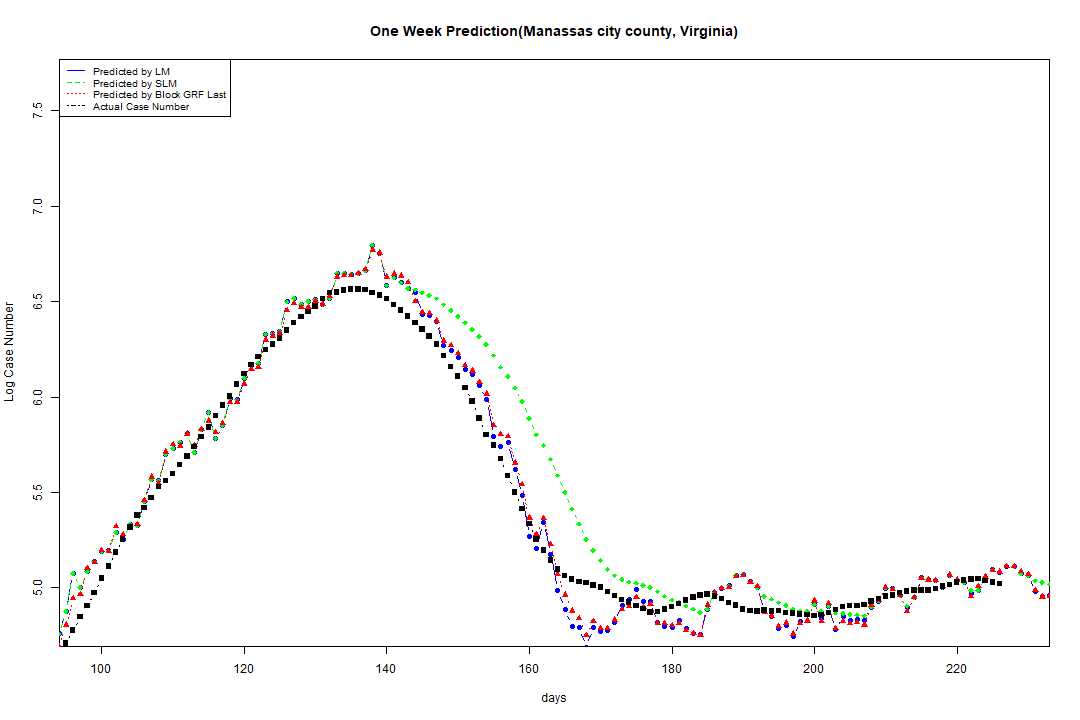 One Week Prediction(Manassas city county, Virginia)
Predicted by LM
Predicted by SLM
Predicted by Block GRF Last
Actual Case Number
7.5
7.0
6.5
6.0
5.5
5.0
Log Case Number
100 120 140 160 180 200 220
days